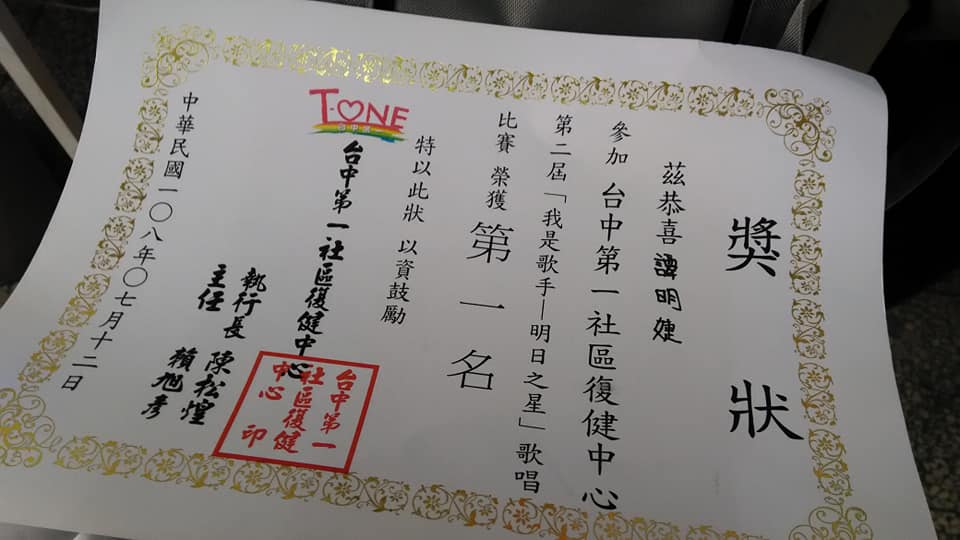 獎狀
茲恭喜 譚明婕
參加 台中第一社區復健中心
第二屆「我是歌手—明日之星」歌唱
比賽 榮獲 第一名
特以此狀 以資鼓勵
T-ONE
台中第一社區復健中心
執行長 陳松煌
主任 賴旭彥
台中第一
社區復健
中心 印
中華民國一〇八年〇七月十二日